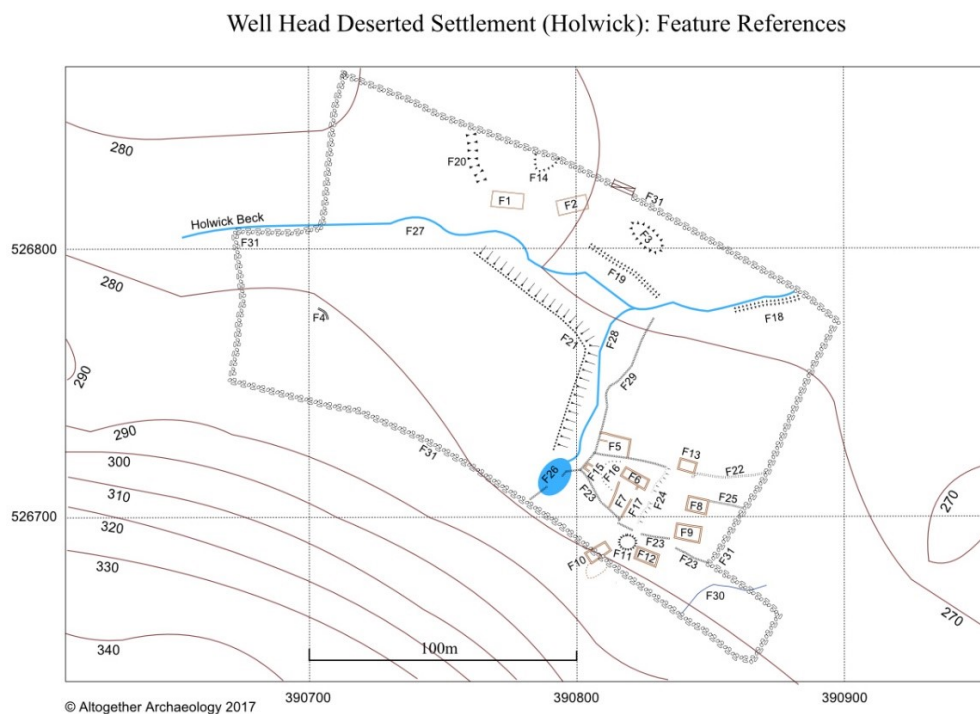 Well Head Deserted Settlement (Holwick): Feature References
280
F20
F14
F1
F2
F31
Holwick Beck
F31
F27
F3
526800
F19
280
F18
F4
F21
F28
290
F29
290
F31
F5
F13
300
F26
F15
F16
F6
F22
310
F23
F7
F17
F24
F8
F25
270
526700
320
F9
F23
F11
F12
F10
F23
F31
330
F30
270
340
100m
390700
390800
390900
© Altogether Archaeology 2017